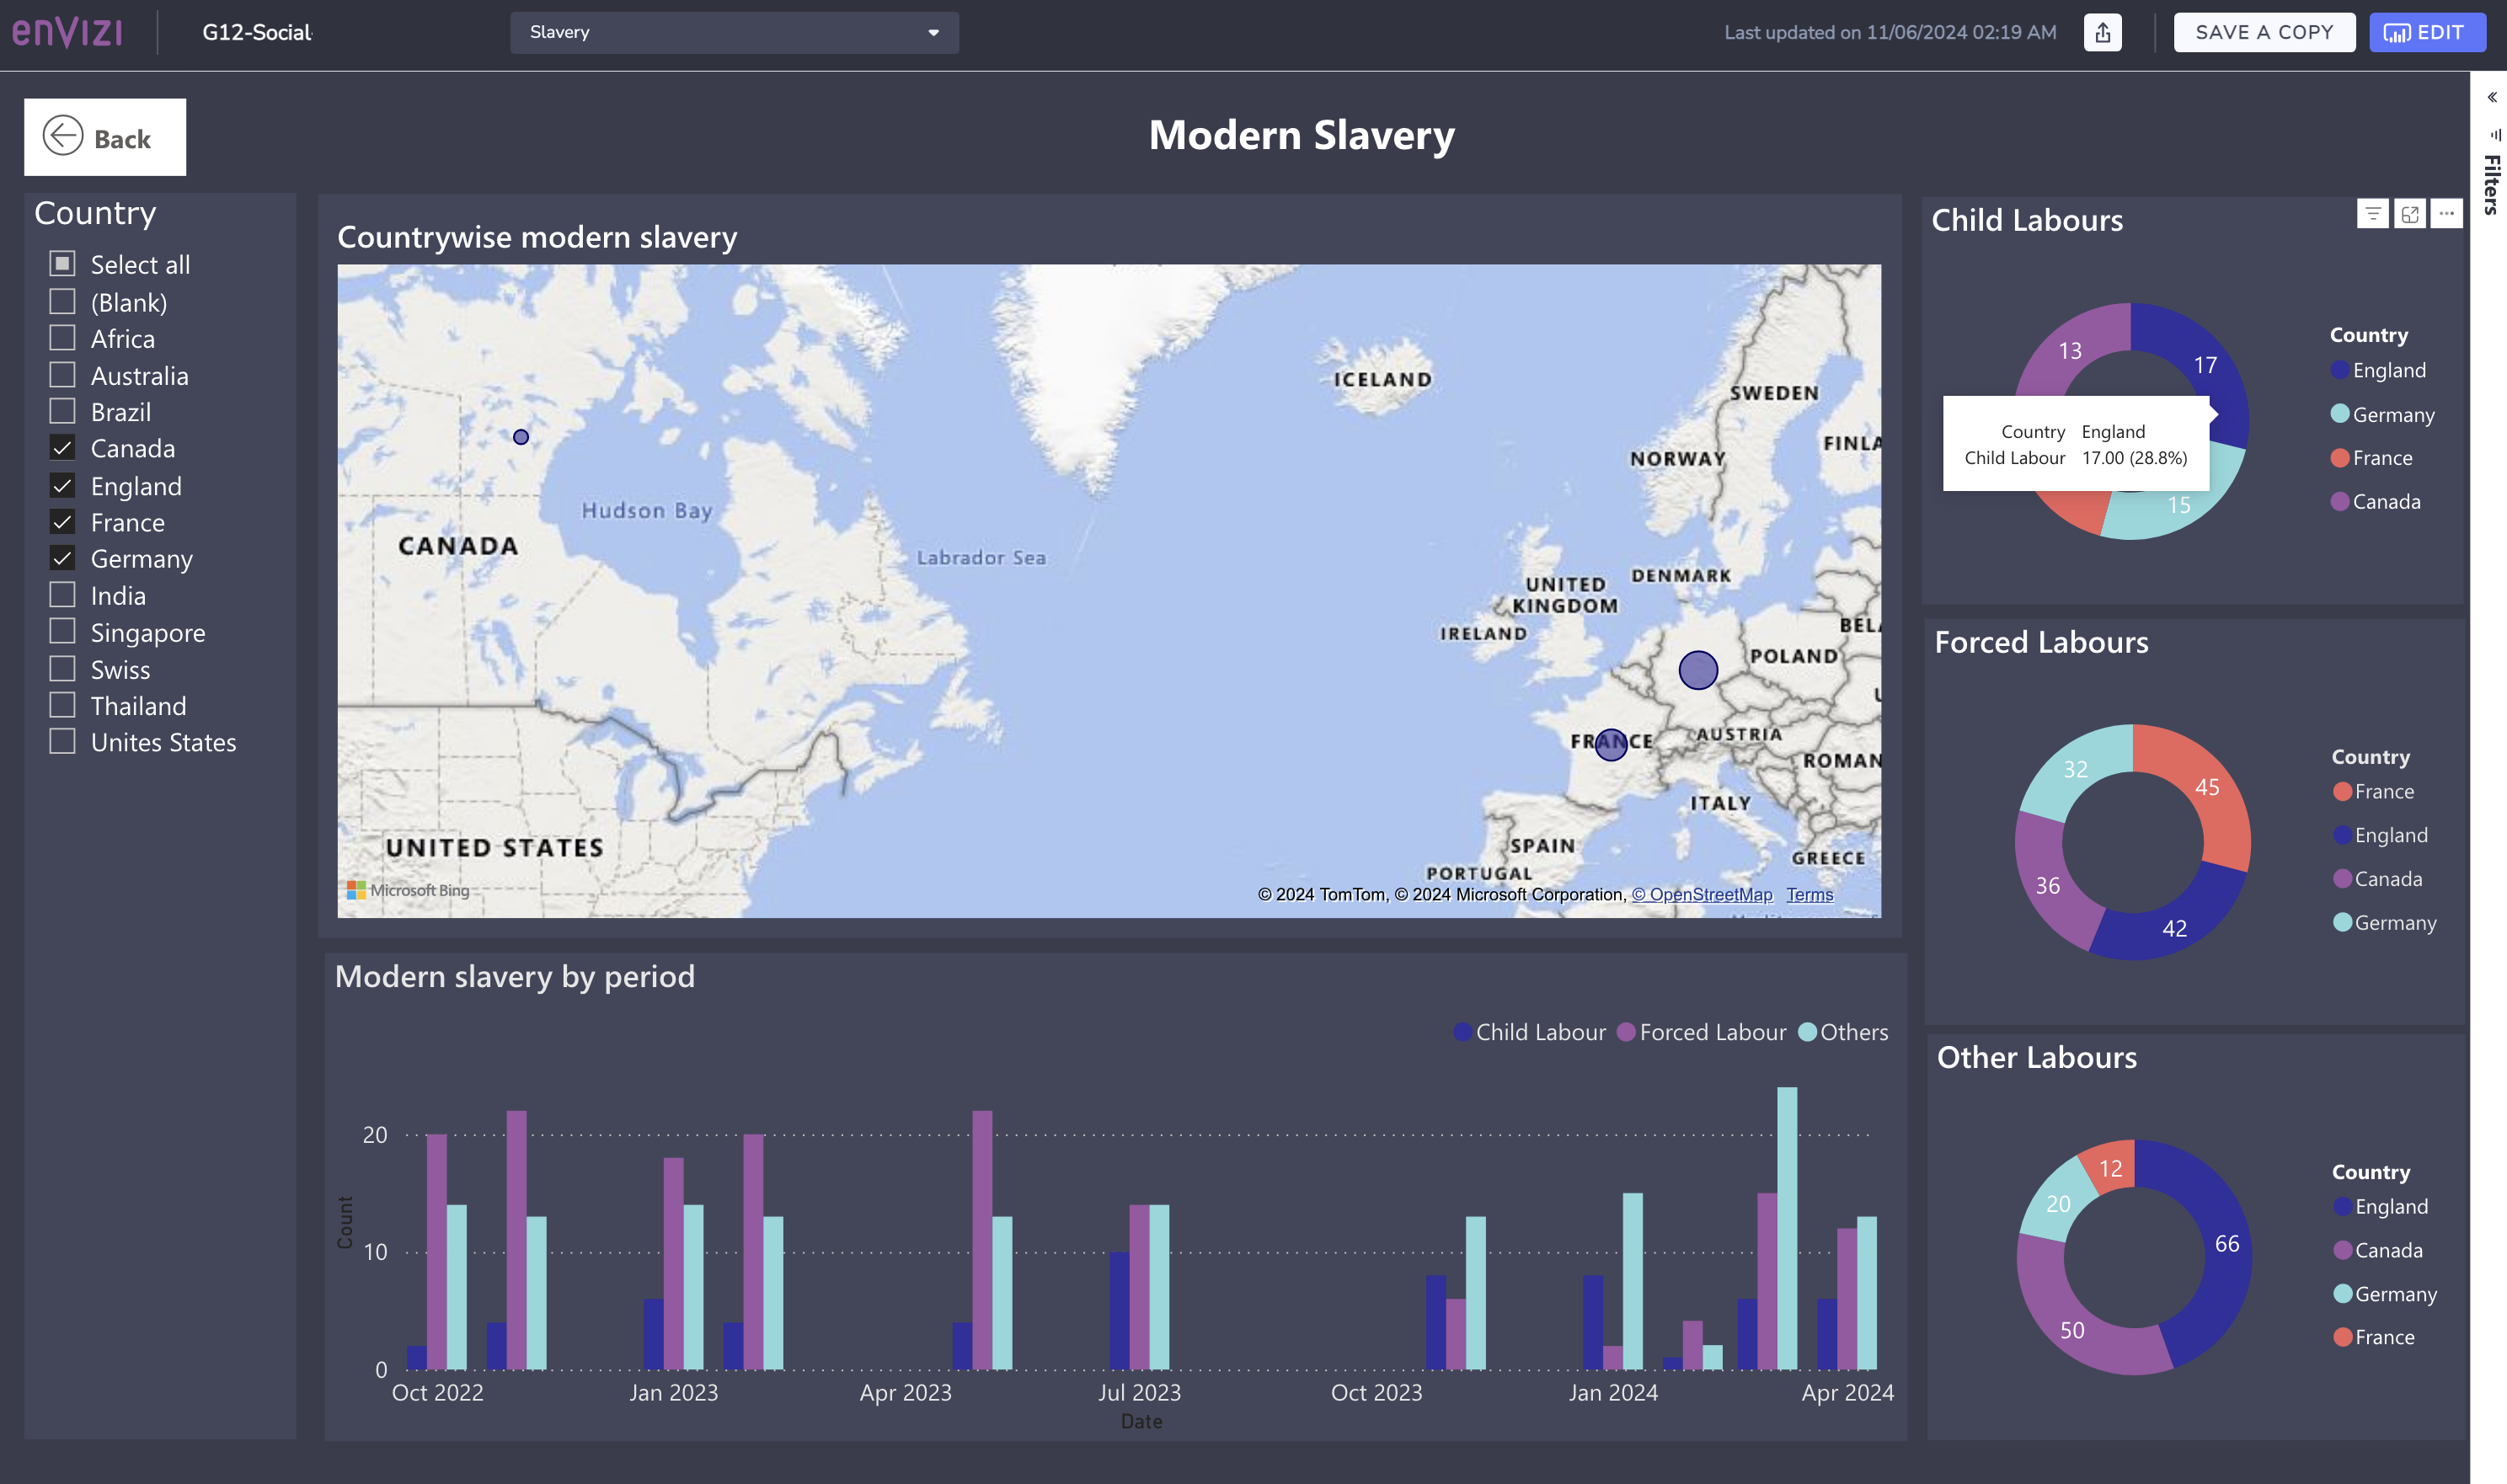 enVIZI
G12-Social
Slavery
Last updated on 11/06/2024 02:19 AM
SAVE A COPY
EDIT
Filters
Back
Modern Slavery
Country
Select all
(Blank)
Africa
Australia
Brazil
Canada
England
France
Germany
India
Singapore
Swiss
Thailand
Unites States
Countrywise modern slavery
ICELAND
SWEDEN
FINLA
NORWAY
Hudson Bay
CANADA
Labrador Sea
UNITED
KINGDOM
DENMARK
IRELAND
BEL
POLAND
FRANCE
AUSTRIA
ROMAN
ITALY
UNITED STATES
SPAIN
GREECE
PORTUGAL
Microsoft Bing
© 2024 TomTom, © 2024 Microsoft Corporation, © OpenStreetMap Terms
Modern slavery by period
Child Labour Forced Labour Others
Count
20
10
0
Oct 2022 Jan 2023 Apr 2023 Jul 2023 Oct 2023 Jan 2024 Apr 2024
Date
Child Labours
13
17
15
Country England
Child Labour 17.00 (28.8%)
Country
England
Germany
France
Canada
Forced Labours
32
45
36
42
Country
France
England
Canada
Germany
Other Labours
12
20
66
50
Country
England
Canada
Germany
France